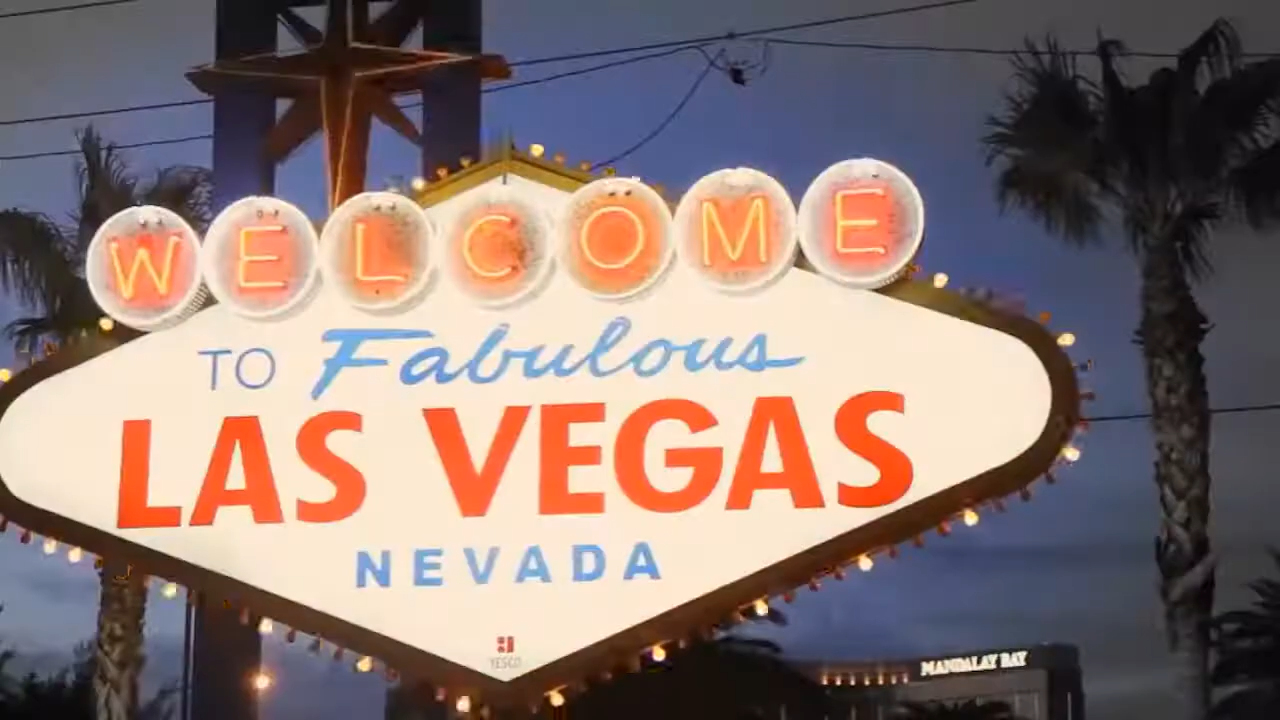 WELCOME
TO Fabulous
LAS VEGAS
NEVADA
YESCO
MANDALAY BAY